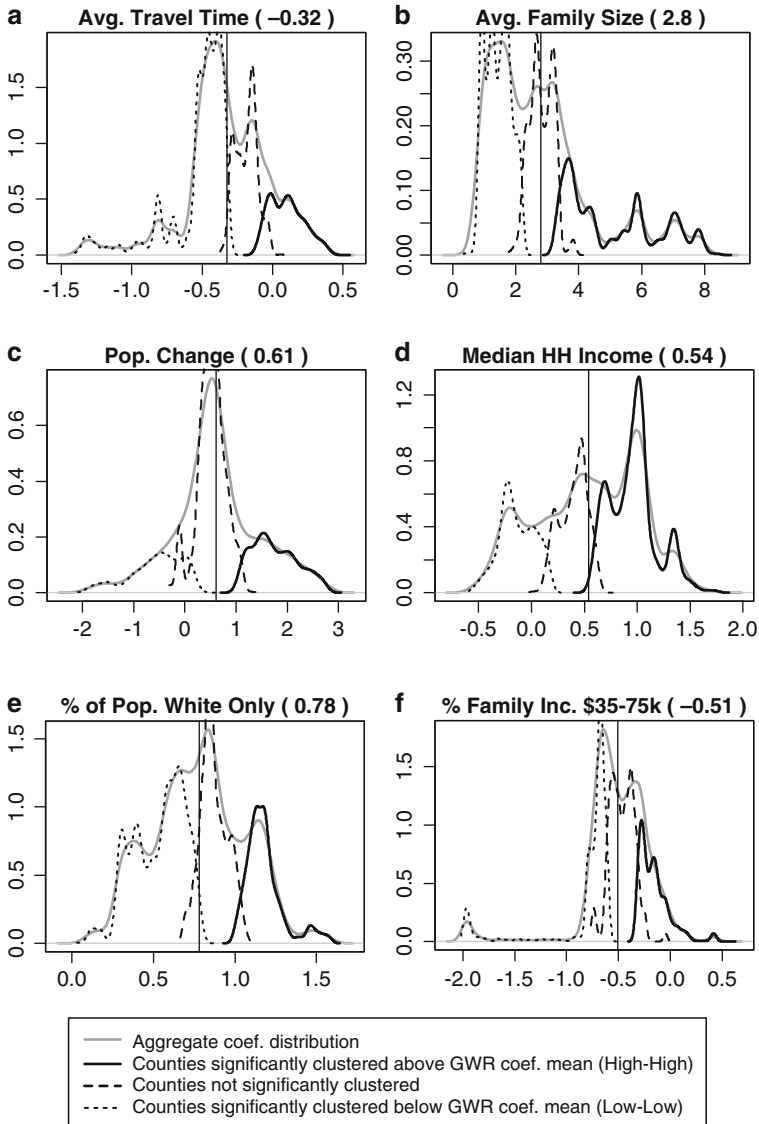 a Avg. Travel Time ( −0.32 )
0.0 0.5 1.0 1.5
-1.5 -1.0 -0.5 0.0 0.5
b Avg. Family Size ( 2.8 )
0.00 0.10 0.20 0.30
0 2 4 6 8
c Pop. Change ( 0.61 )
0.0 0.2 0.4 0.6
-2 -1 0 1 2 3
d Median HH Income ( 0.54 )
0.0 0.4 0.8 1.2
-0.5 0.0 0.5 1.0 1.5 2.0
e % of Pop. White Only ( 0.78 )
0.0 0.5 1.0 1.5
0.0 0.5 1.0 1.5
f % Family Inc. $35-75k ( −0.51 )
0.0 0.5 1.0 1.5
-2.0 -1.5 -1.0 -0.5 0.0 0.5
Aggregate coef. distribution
Counties significantly clustered above GWR coef. mean (High-High)
Counties not significantly clustered
Counties significantly clustered below GWR coef. mean (Low-Low)